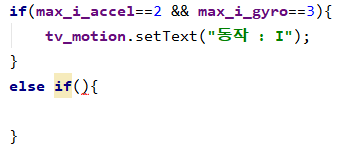 if(max_i_accel==2 && max_i_gyro==3){
    tv_motion.setText("동작 : I");
}
else if(){

}